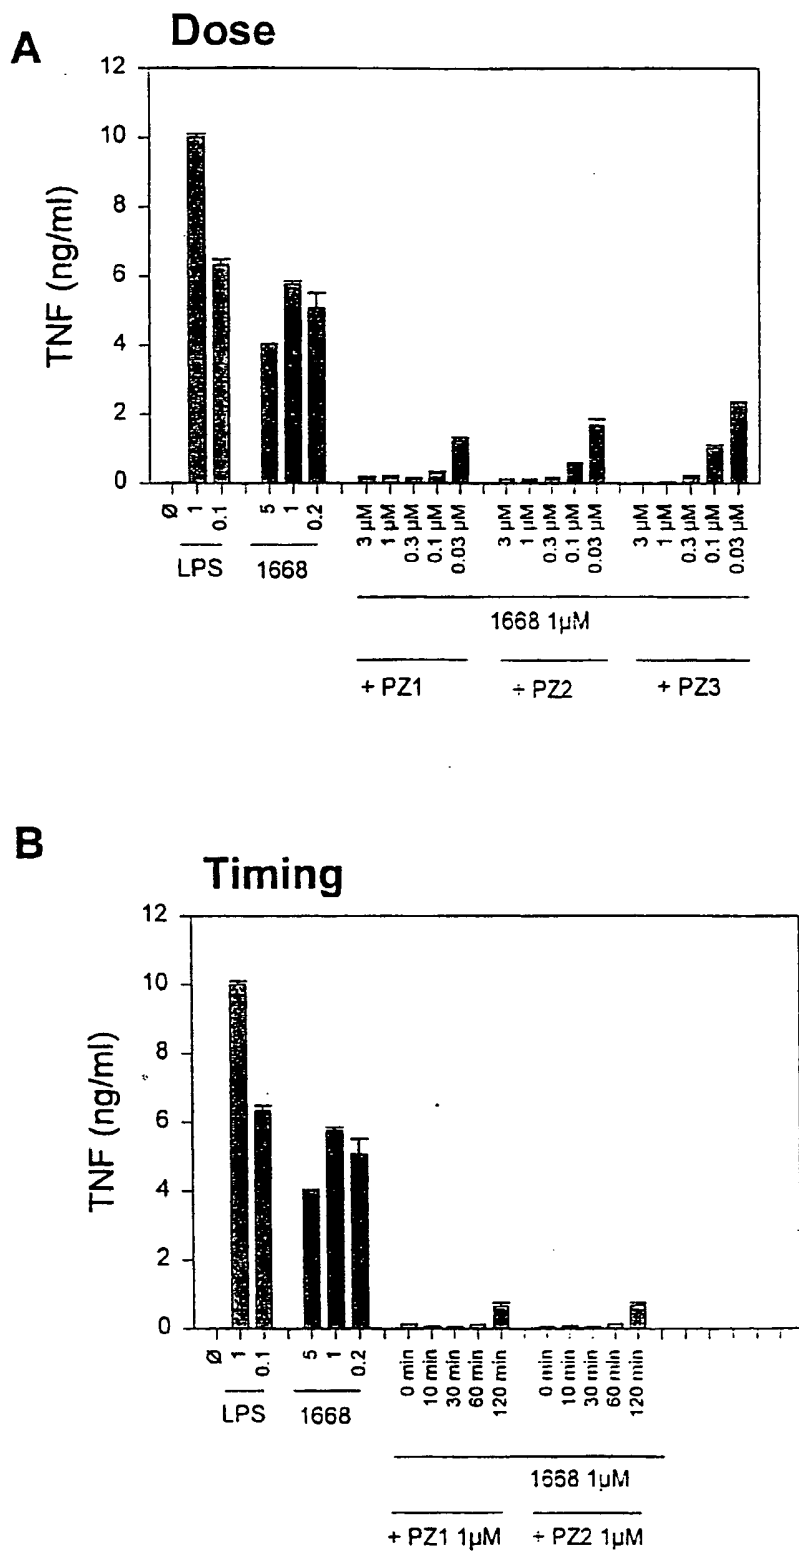 A
Dose
TNF (ng/ml)
12
10
8
6
4
2
0
Ø 1 0.1 5 1 0.2 3 µM 1 µM 0.3 µM 0.1 µM 0.03 µM 3 µM 1 µM 0.3 µM 0.1 µM 0.03 µM 3 µM 1 µM 0.3 µM 0.1 µM 0.03 µM
LPS 1668
1668 1µM
+ PZ1 + PZ2 + PZ3
B
Timing
TNF (ng/ml)
12
10
8
6
4
2
0
Ø 1 0.1 5 1 0.2 0 min 10 min 30 min 60 min 120 min 0 min 10 min 30 min 60 min 120 min
LPS 1668
1668 1µM
+ PZ1 1µM + PZ2 1µM